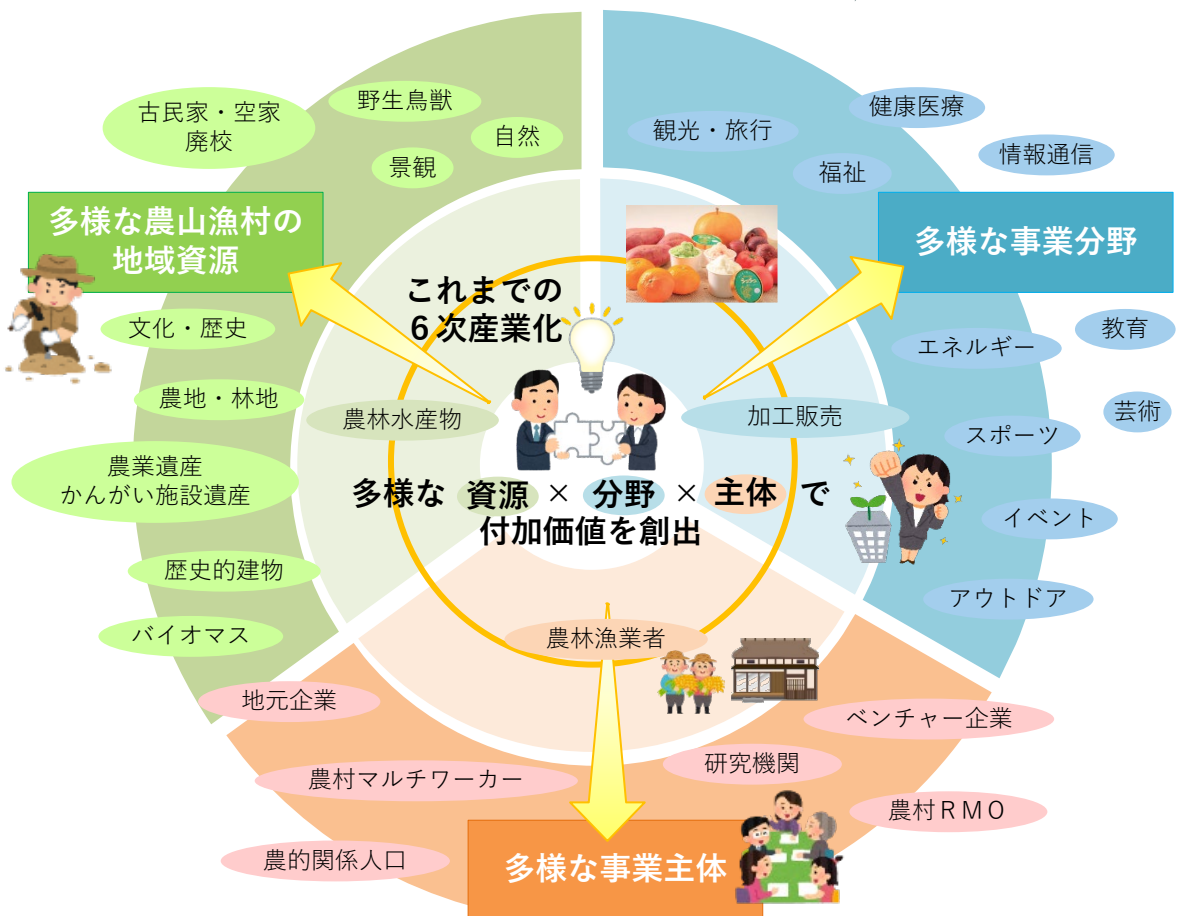 古民家・空家
廃校
野生鳥獣
自然
景観
多様な農山漁村の
地域資源
文化・歴史
農地・林地
農業遺産
かんがい施設遺産
歴史的建物
バイオマス
観光・旅行
健康医療
福祉
情報通信
多様な事業分野
エネルギー
教育
スポーツ
芸術
イベント
アウトドア
これまでの
6次産業化
農林水産物
加工販売
多様な 資源 × 分野 × 主体 で
付加価値を創出
農林漁業者
地元企業
ベンチャー企業
農村マルチワーカー
研究機関
農村RMO
農的関係人口
多様な事業主体